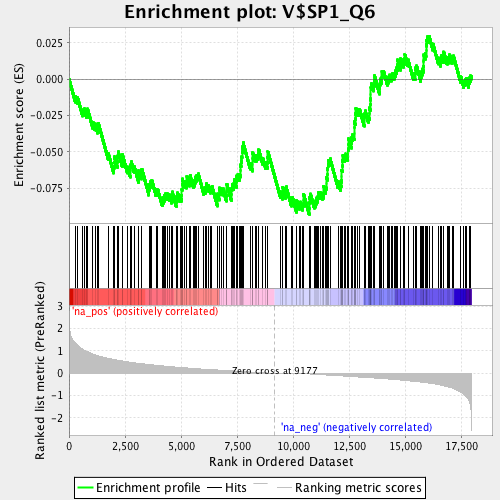 Enrichment plot: V$SP1_Q6
Enrichment score (ES)
0.025
0.000
-0.025
-0.050
-0.075
Ranked list metric (PreRanked)
'na_pos' (positively correlated)
3
2
1
0
-1
-2
Zero cross at 9177
'na_neg' (negatively correlated)
0
2,500
5,000
7,500
10,000
12,500
15,000
17,500
Rank in Ordered Dataset
Enrichment profile
Hits
Ranking metric scores